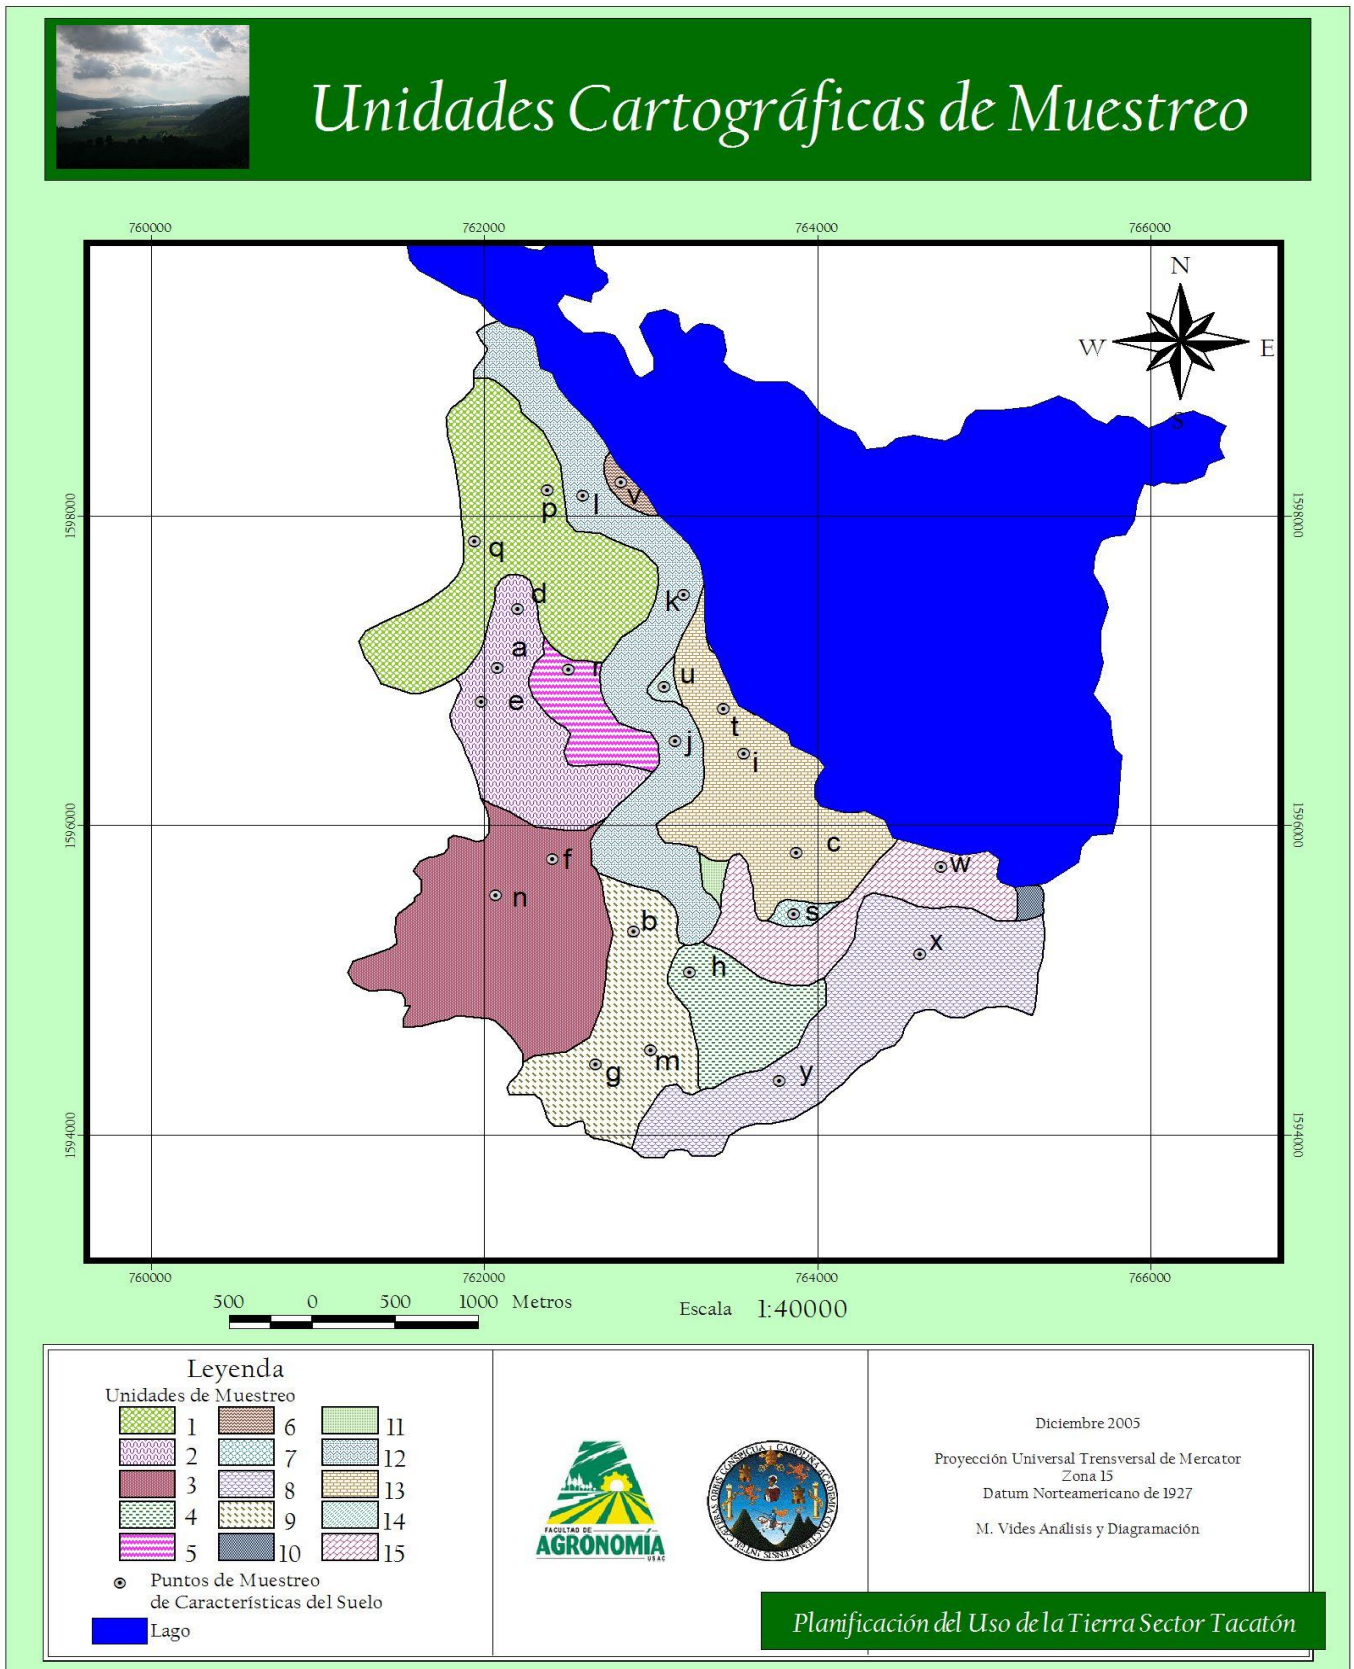 Unidades Cartográficas de Muestreo
760000 762000 764000 766000
N
W E
S
1598000 1598000
1596000 1596000
1594000 1594000
v
p l
q
d
k
a
r
u
e
t
j
i
c
f w
n
s
b
x
h
m
g y
760000 762000 764000 766000
500 0 500 1000 Metros
Escala 1:40000
Leyenda
Unidades de Muestreo
1 6 11
2 7 12
3 8 13
4 9 14
5 10 15
Puntos de Muestreo
de Características del Suelo
Lago
FACULTAD DE
AGRONOMÍA
USAC
Diciembre 2005
Proyección Universal Trensversal de Mercator
Zona 15
Datum Norteamericano de 1927
M. Vides Análisis y Diagramación
Planificación del Uso de la Tierra Sector Tacatón